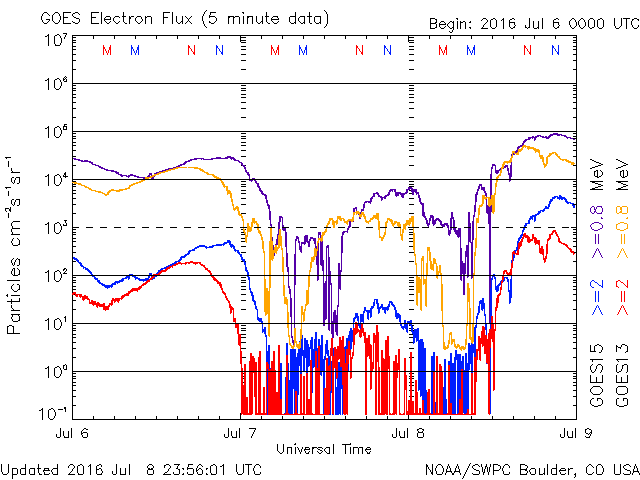 GOES Electron Flux (5 minute data)
Begin: 2016 Jul 6 0000 UTC
M M N N M M N N M M N N
10⁷
10⁶
10⁵
10⁴
10³
10²
10¹
10⁰
10⁻¹
Particles cm⁻²s⁻¹sr⁻¹
Jul 6 Jul 7 Jul 8 Jul 9
Universal Time
GOES15 >=2 >=0.8 MeV
GOES13 >=2 >=0.8 MeV
Updated 2016 Jul 8 23:56:01 UTC
NOAA/SWPC Boulder, CO USA